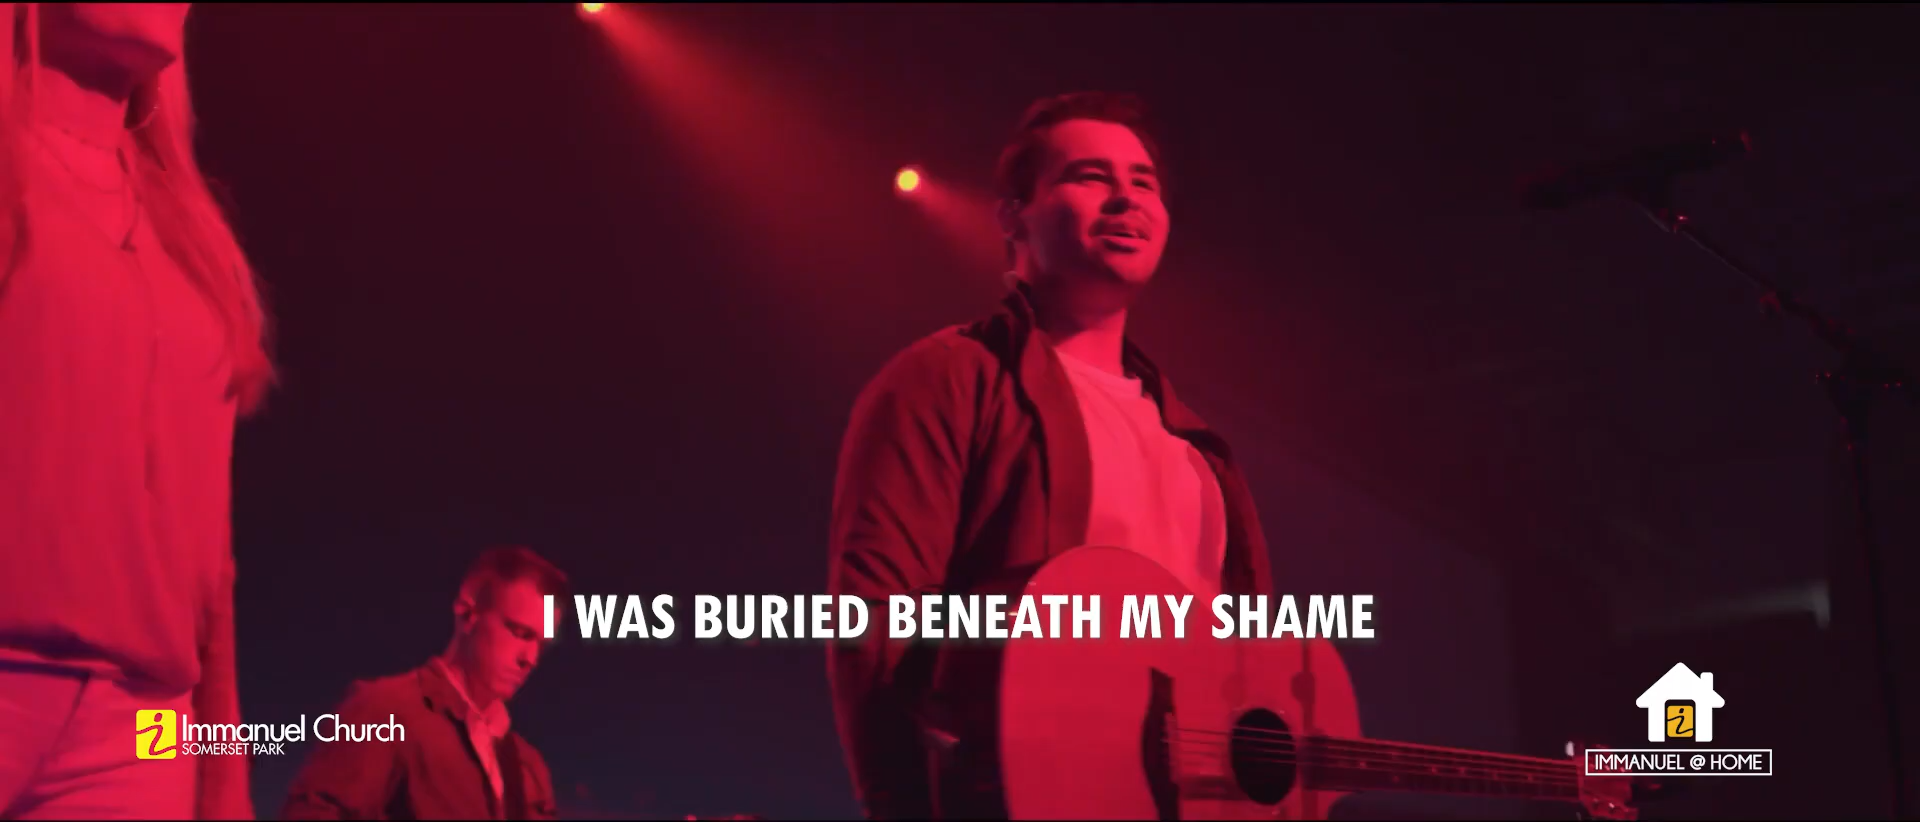 I WAS BURIED BENEATH MY SHAME
Immanuel Church
SOMERSET PARK
IMMANUEL @ HOME